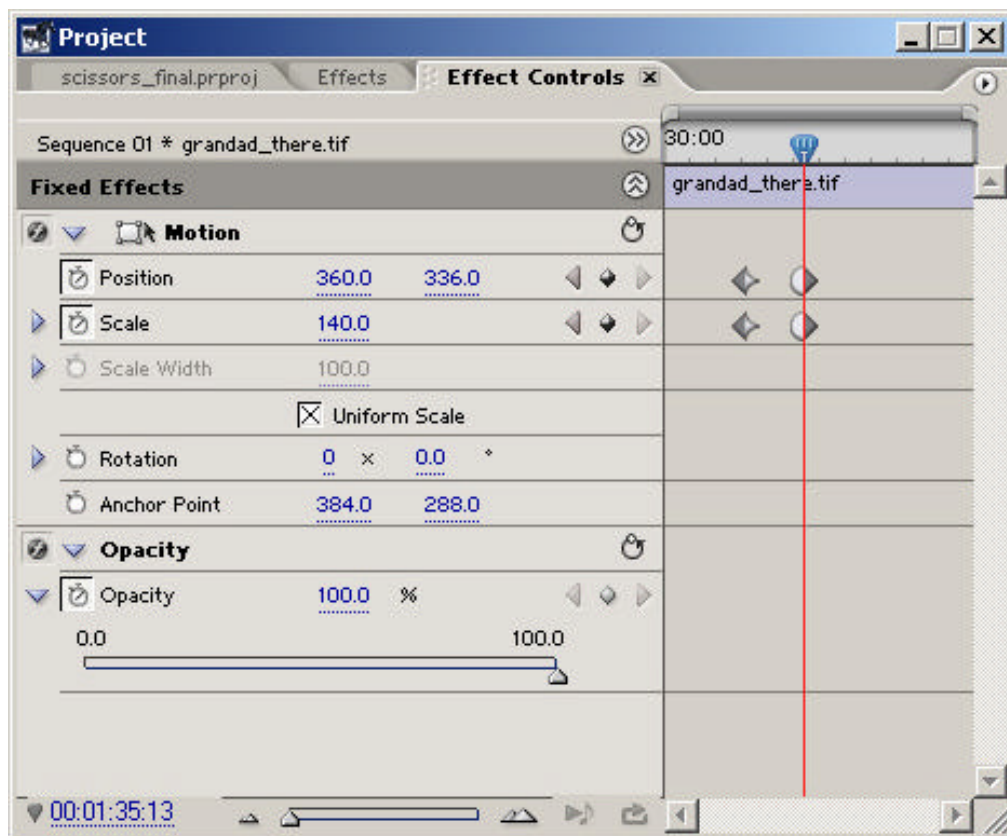 Project
scissors_final.prproj Effects Effect Controls
Sequence 01 * grandad_there.tif 30:00
Fixed Effects grandad_there.tif
Motion
Position 360.0 336.0
Scale 140.0
Scale Width 100.0
Uniform Scale
Rotation 0 × 0.0 °
Anchor Point 384.0 288.0
Opacity
Opacity 100.0 %
0.0 100.0
00:01:35:13